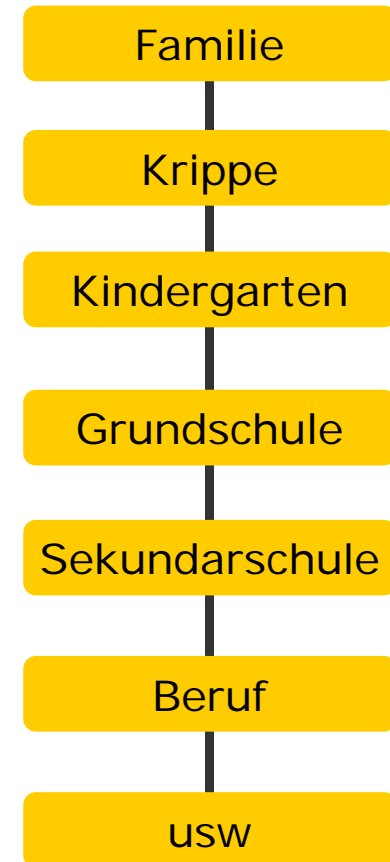 Familie
Krippe
Kindergarten
Grundschule
Sekundarschule
Beruf
usw